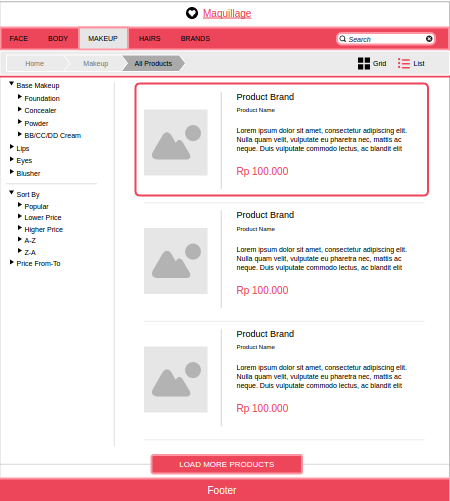 Maquillage
FACE BODY MAKEUP HAIRS BRANDS Search
Home Makeup All Products Grid List
Base Makeup
Foundation
Concealer
Powder
BB/CC/DD Cream
Lips
Eyes
Blusher
Sort By
Popular
Lower Price
Higher Price
A-Z
Z-A
Price From-To
Product Brand
Product Name
Lorem ipsum dolor sit amet, consectetur adipiscing elit.
Nulla quam velit, vulputate eu pharetra nec, mattis ac
neque. Duis vulputate commodo lectus, ac blandit elit
Rp 100.000
Product Brand
Product Name
Lorem ipsum dolor sit amet, consectetur adipiscing elit.
Nulla quam velit, vulputate eu pharetra nec, mattis ac
neque. Duis vulputate commodo lectus, ac blandit elit
Rp 100.000
Product Brand
Product Name
Lorem ipsum dolor sit amet, consectetur adipiscing elit.
Nulla quam velit, vulputate eu pharetra nec, mattis ac
neque. Duis vulputate commodo lectus, ac blandit elit
Rp 100.000
LOAD MORE PRODUCTS
Footer